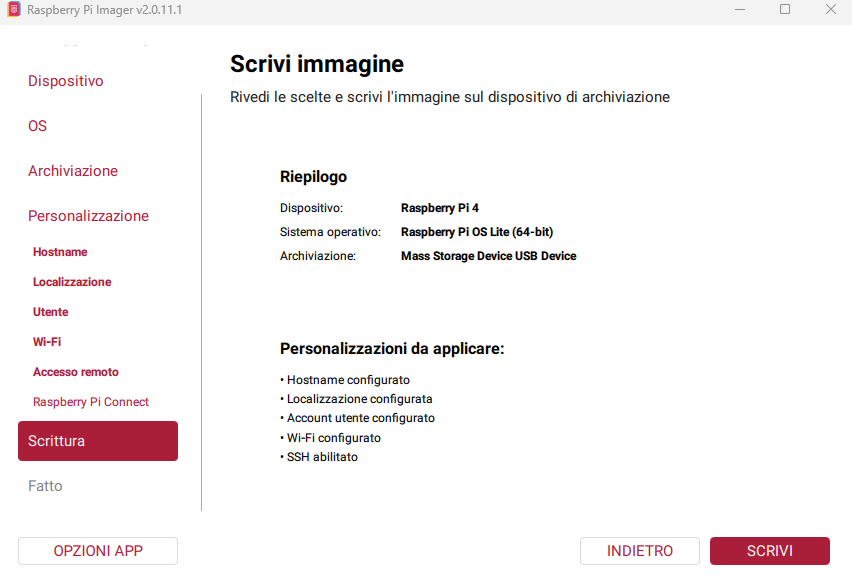 Raspberry Pi Imager v2.0.11.1
Dispositivo
OS
Archiviazione
Personalizzazione
Hostname
Localizzazione
Utente
Wi-Fi
Accesso remoto
Raspberry Pi Connect
Scrittura
Fatto
OPZIONI APP
Scrivi immagine
Rivedi le scelte e scrivi l'immagine sul dispositivo di archiviazione
Riepilogo
Dispositivo: Raspberry Pi 4
Sistema operativo: Raspberry Pi OS Lite (64-bit)
Archiviazione: Mass Storage Device USB Device
Personalizzazioni da applicare:
• Hostname configurato
• Localizzazione configurata
• Account utente configurato
• Wi-Fi configurato
• SSH abilitato
INDIETRO
SCRIVI